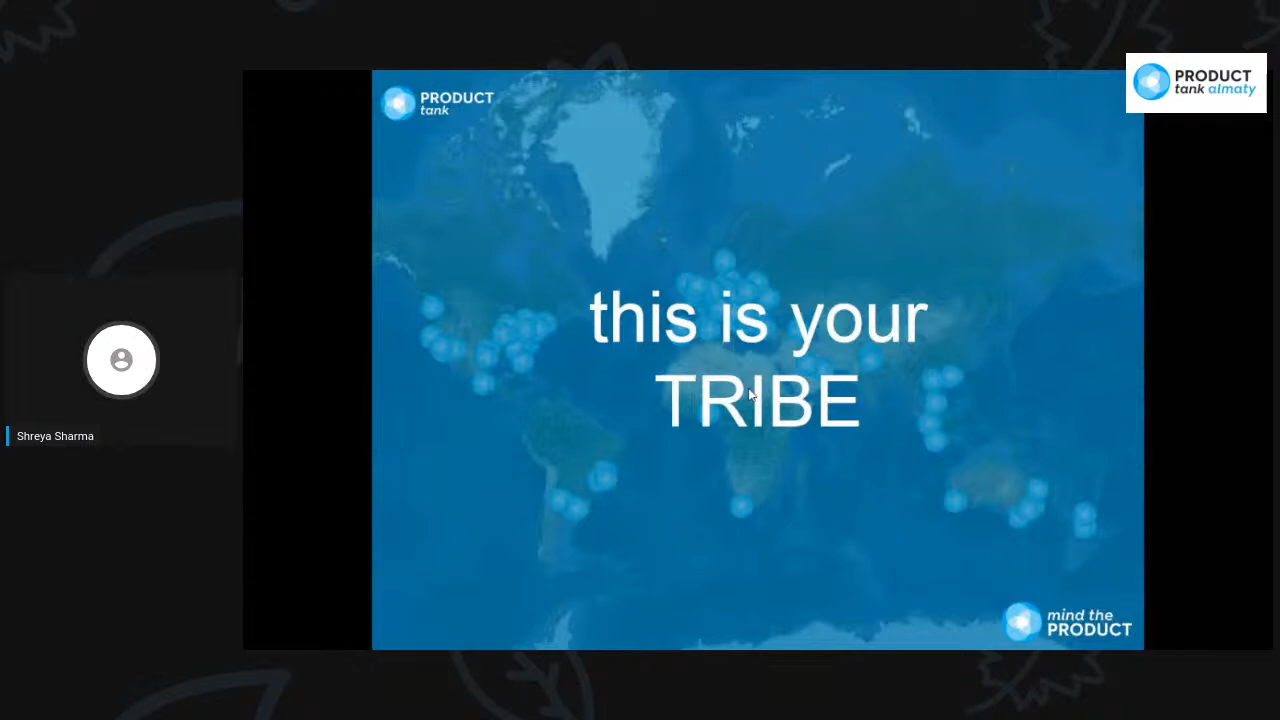 PRODUCT
tank
PRODUCT
tank almaty
this is your
TRIBE
Shreya Sharma
mind the
PRODUCT